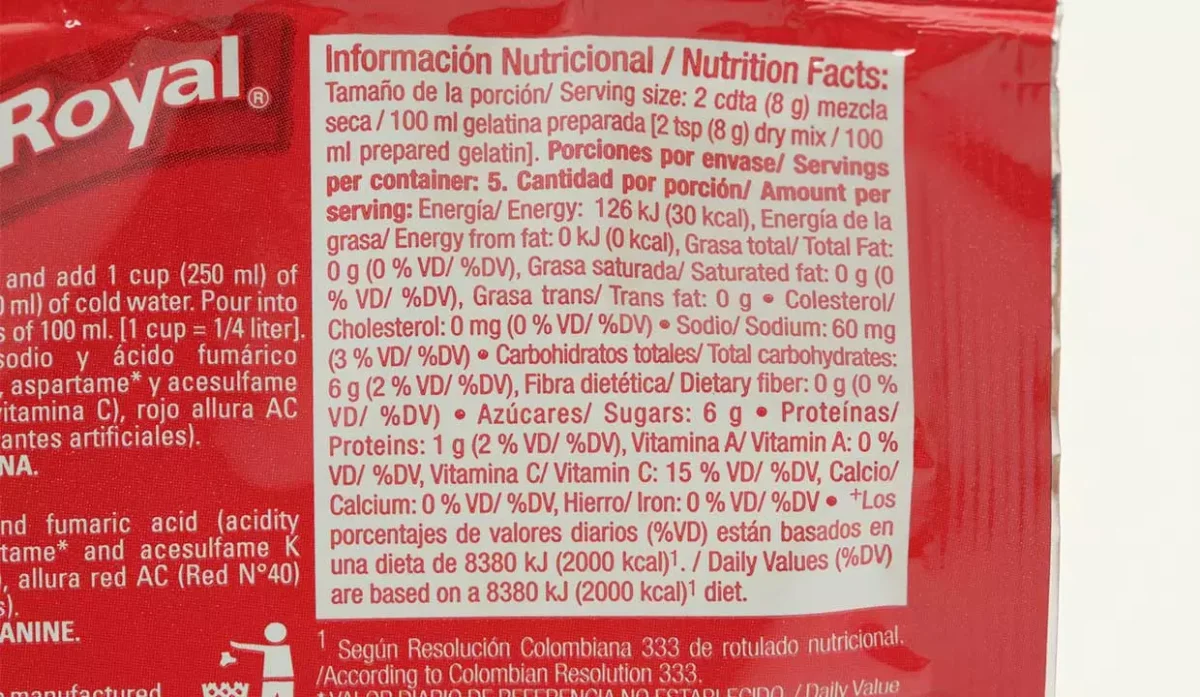 Royal®
and add 1 cup (250 ml) of
ml) of cold water. Pour into
of 100 ml. [1 cup = 1/4 liter].
sodio y ácido fumárico
, aspartame* y acesulfame
vitamina C), rojo allura AC
antes artificiales).
NA.
nd fumaric acid (acidity
tame* and acesulfame K
), allura red AC (Red N°40)
s).
ANINE.
manufactured
Información Nutricional / Nutrition Facts:
Tamaño de la porción/ Serving size: 2 cdta (8 g) mezcla
seca / 100 ml gelatina preparada [2 tsp (8 g) dry mix / 100
ml prepared gelatin]. Porciones por envase/ Servings
per container: 5. Cantidad por porción/ Amount per
serving: Energía/ Energy: 126 kJ (30 kcal), Energía de la
grasa/ Energy from fat: 0 kJ (0 kcal), Grasa total/ Total Fat:
0 g (0 % VD/ %DV), Grasa saturada/ Saturated fat: 0 g (0
% VD/ %DV), Grasa trans/ Trans fat: 0 g • Colesterol/
Cholesterol: 0 mg (0 % VD/ %DV) • Sodio/ Sodium: 60 mg
(3 % VD/ %DV) • Carbohidratos totales/ Total carbohydrates:
6 g (2 % VD/ %DV), Fibra dietética/ Dietary fiber: 0 g (0 %
VD/ %DV) • Azúcares/ Sugars: 6 g • Proteínas/
Proteins: 1 g (2 % VD/ %DV), Vitamina A/ Vitamin A: 0 %
VD/ %DV, Vitamina C/ Vitamin C: 15 % VD/ %DV, Calcio/
Calcium: 0 % VD/ %DV, Hierro/ Iron: 0 % VD/ %DV • +Los
porcentajes de valores diarios (%VD) están basados en
una dieta de 8380 kJ (2000 kcal)¹. / Daily Values (%DV)
are based on a 8380 kJ (2000 kcal)¹ diet.
¹ Según Resolución Colombiana 333 de rotulado nutricional.
/According to Colombian Resolution 333.
*VALOR DIARIO DE REFERENCIA NO ESTABLECIDO. / Daily Value